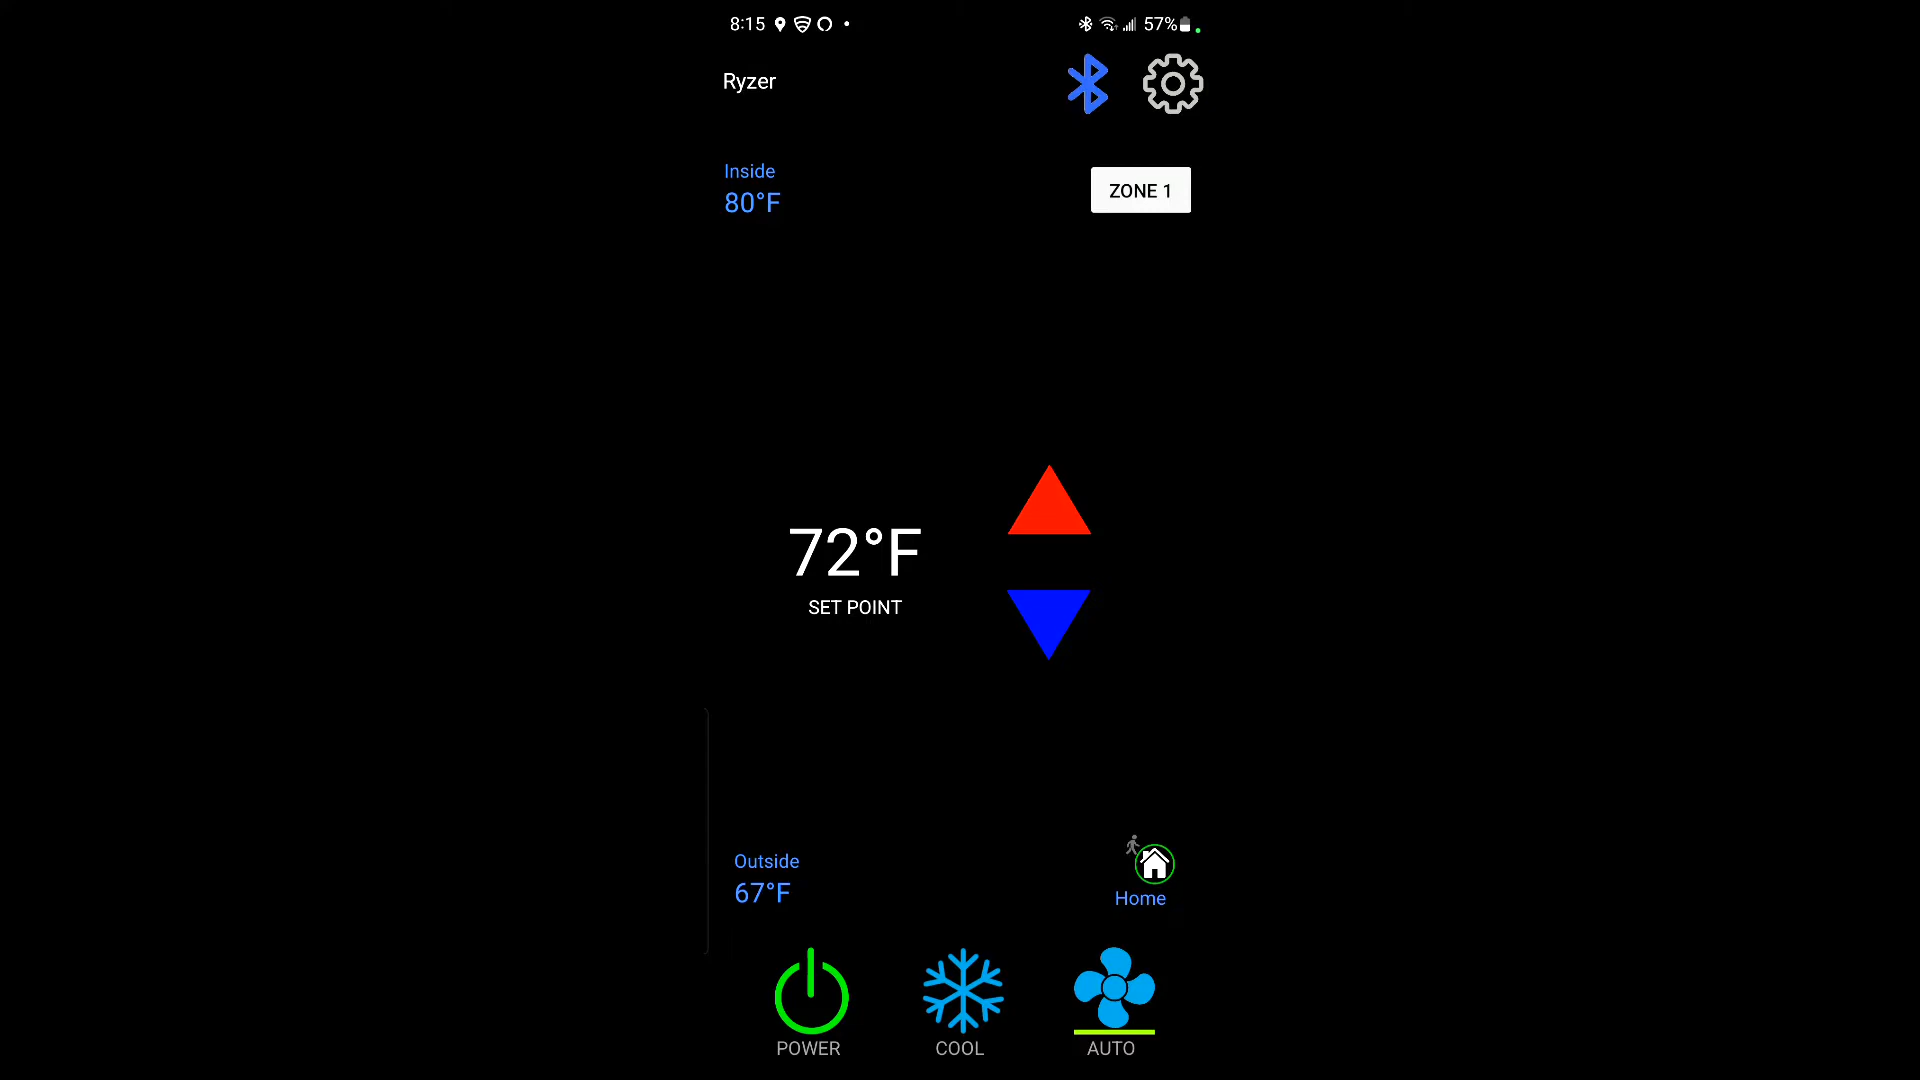 8:15 57%
Ryzer
Inside
80°F
ZONE 1
72°F
SET POINT
Outside
67°F
Home
POWER COOL AUTO